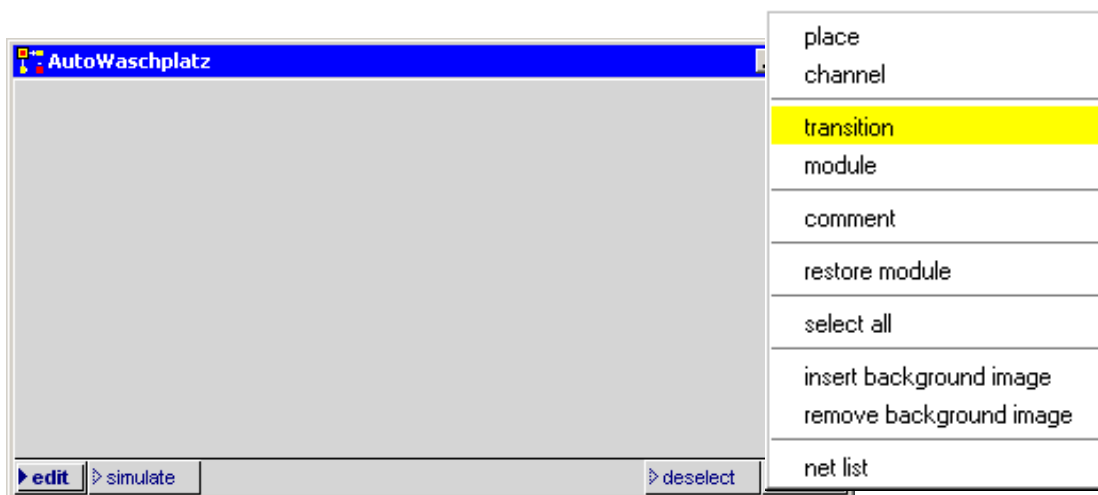 AutoWaschplatz
edit
simulate
deselect
place
channel
transition
module
comment
restore module
select all
insert background image
remove background image
net list